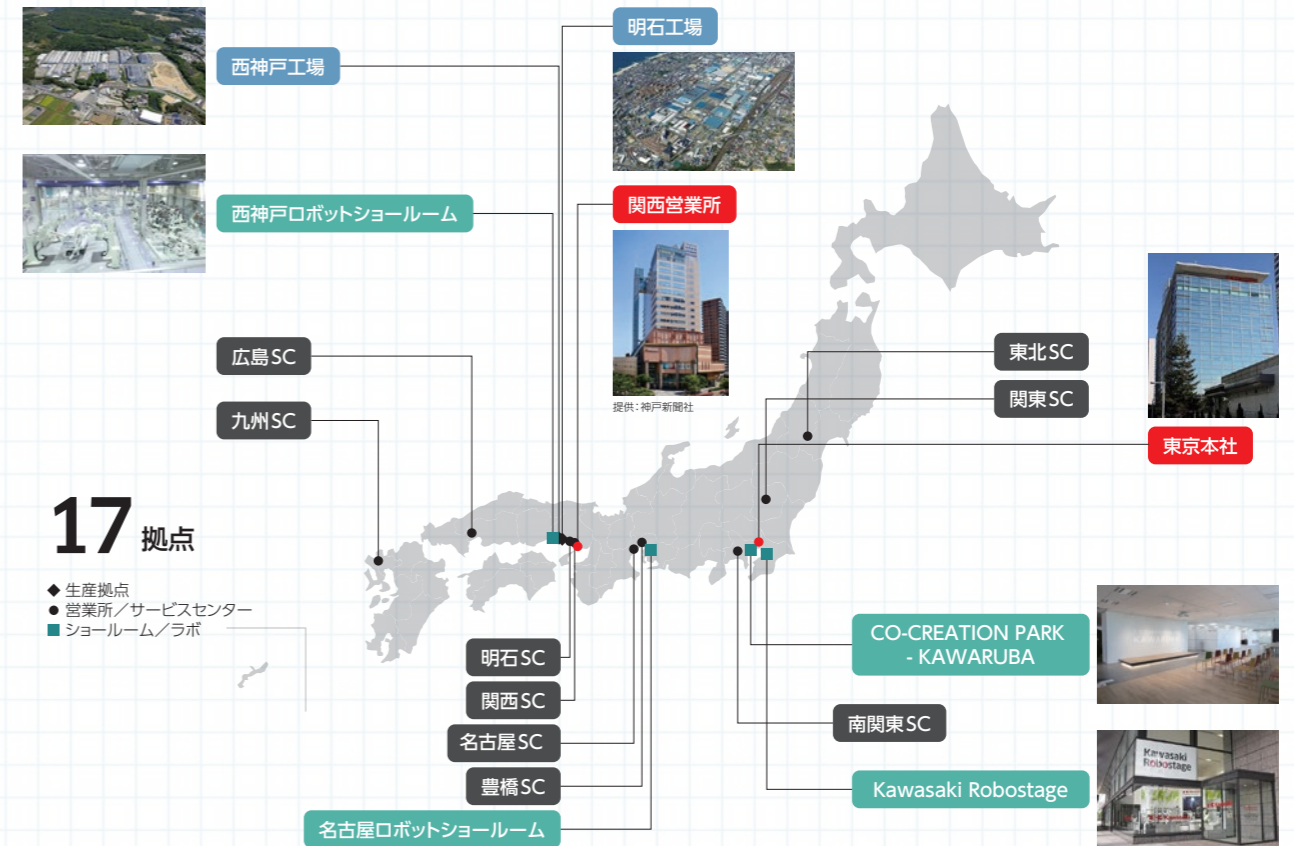 西神戸工場
明石工場
西神戸ロボットショールーム
関西営業所
提供：神戸新聞社
広島SC
九州SC
東北SC
関東SC
東京本社
17 拠点
◆ 生産拠点
● 営業所／サービスセンター
■ ショールーム／ラボ
明石SC
関西SC
名古屋SC
豊橋SC
名古屋ロボットショールーム
CO-CREATION PARK
- KAWARUBA
南関東SC
Kawasaki Robostage
Kawasaki
Robostage